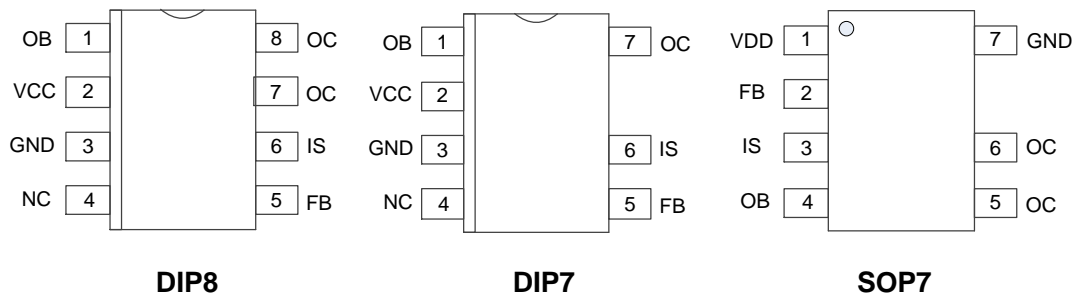 OB 1 8 OC
VCC 2 7 OC
GND 3 6 IS
NC 4 5 FB
DIP8
OB 1 7 OC
VCC 2
GND 3 6 IS
NC 4 5 FB
DIP7
VDD 1 7 GND
FB 2
IS 3 6 OC
OB 4 5 OC
SOP7